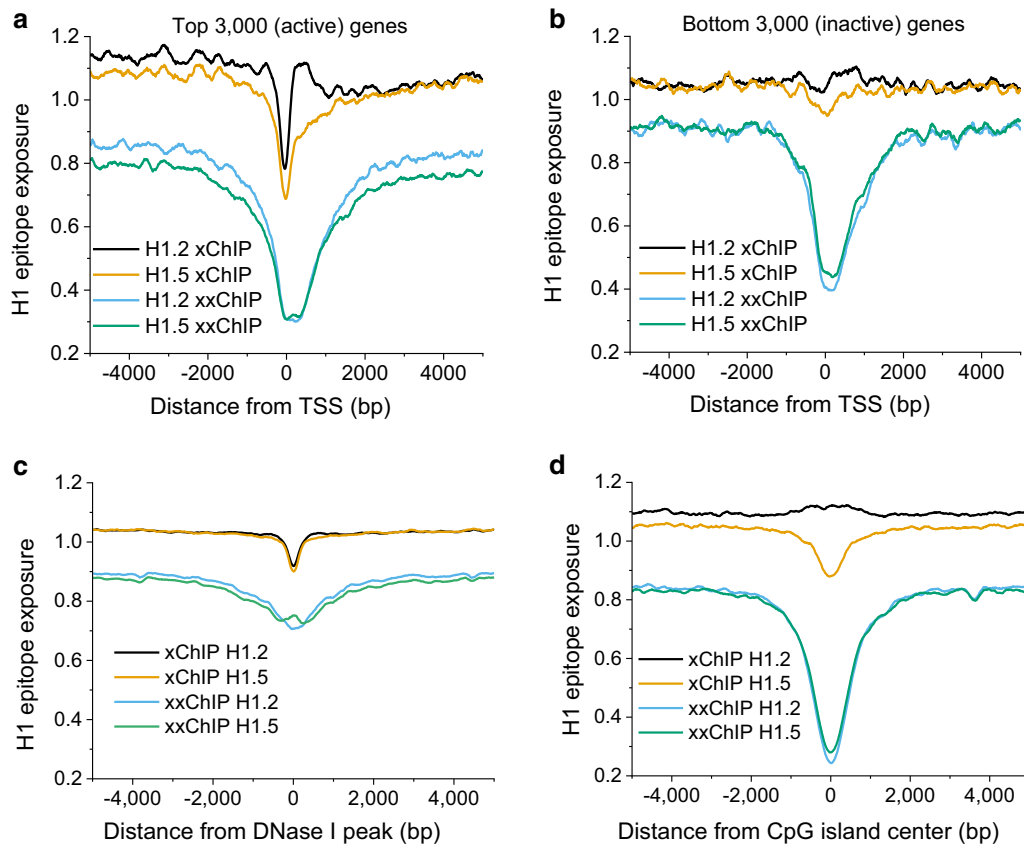 a
Top 3,000 (active) genes
H1 epitope exposure
1.2
1.0
0.8
0.6
0.4
0.2
H1.2 xChIP
H1.5 xChIP
H1.2 xxChIP
H1.5 xxChIP
-4000 -2000 0 2000 4000
Distance from TSS (bp)
b
Bottom 3,000 (inactive) genes
H1 epitope exposure
1.2
1.0
0.8
0.6
0.4
0.2
H1.2 xChIP
H1.5 xChIP
H1.2 xxChIP
H1.5 xxChIP
-4000 -2000 0 2000 4000
Distance from TSS (bp)
c
H1 epitope exposure
1.2
1.0
0.8
0.6
0.4
0.2
xChIP H1.2
xChIP H1.5
xxChIP H1.2
xxChIP H1.5
-4,000 -2,000 0 2,000 4,000
Distance from DNase I peak (bp)
d
H1 epitope exposure
1.2
1.0
0.8
0.6
0.4
0.2
xChIP H1.2
xChIP H1.5
xxChIP H1.2
xxChIP H1.5
-4,000 -2,000 0 2,000 4,000
Distance from CpG island center (bp)